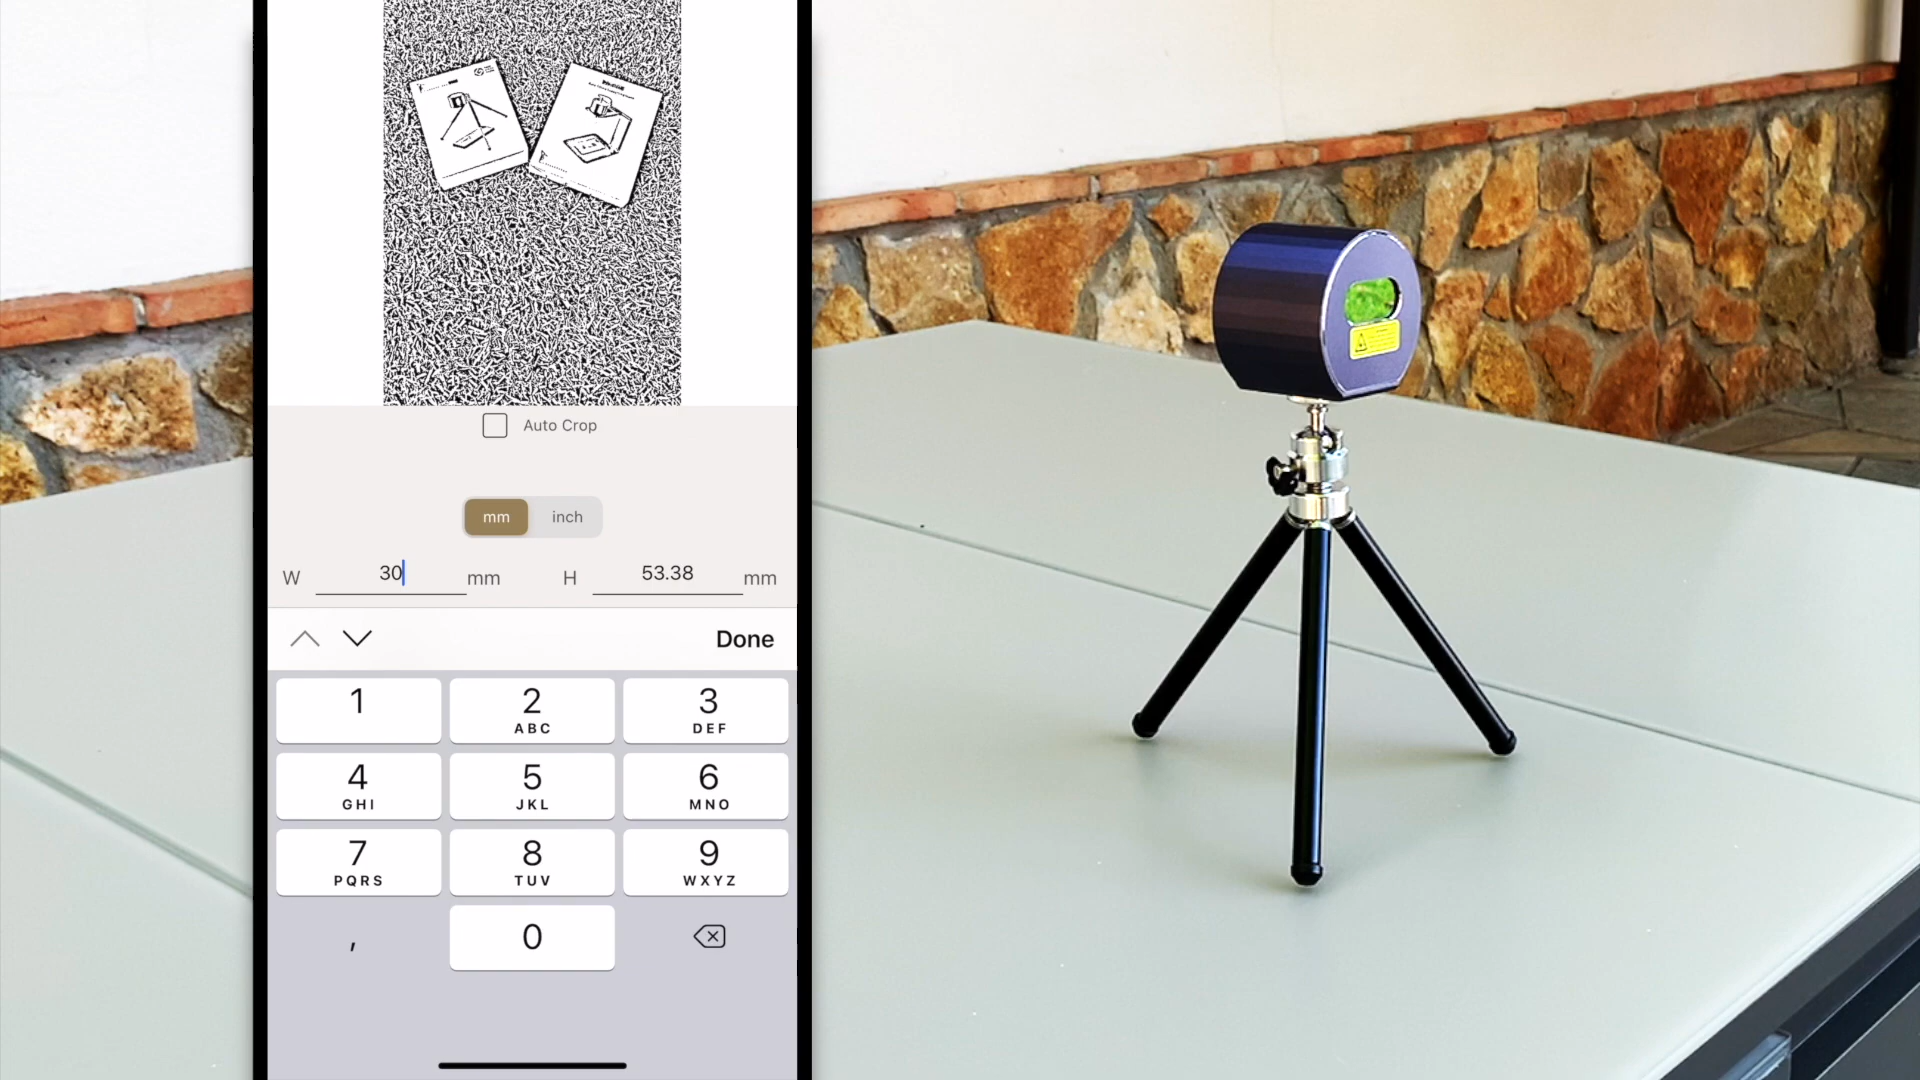 Auto Crop
mm inch
W 30 mm H 53.38 mm
Done
1 2 ABC 3 DEF
4 GHI 5 JKL 6 MNO
7 PQRS 8 TUV 9 WXYZ
, 0